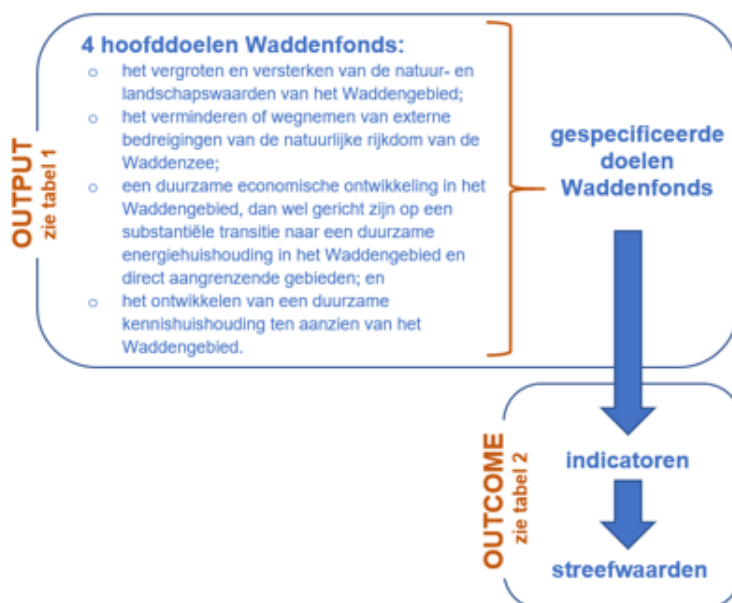 4 hoofddoelen Waddenfonds:
o het vergroten en versterken van de natuur- en
landschapswaarden van het Waddengebied;
o het verminderen of wegnemen van externe
bedreigingen van de natuurlijke rijkdom van de
Waddenzee;
o een duurzame economische ontwikkeling in het
Waddengebied, dan wel gericht zijn op een
substantiële transitie naar een duurzame
energiehuishouding in het Waddengebied en
direct aangrenzende gebieden; en
o het ontwikkelen van een duurzame
kennishuishouding ten aanzien van het
Waddengebied.
OUTPUT
zie tabel 1
gespecificeerde
doelen
Waddenfonds
OUTCOME
zie tabel 2
indicatoren
streefwaarden